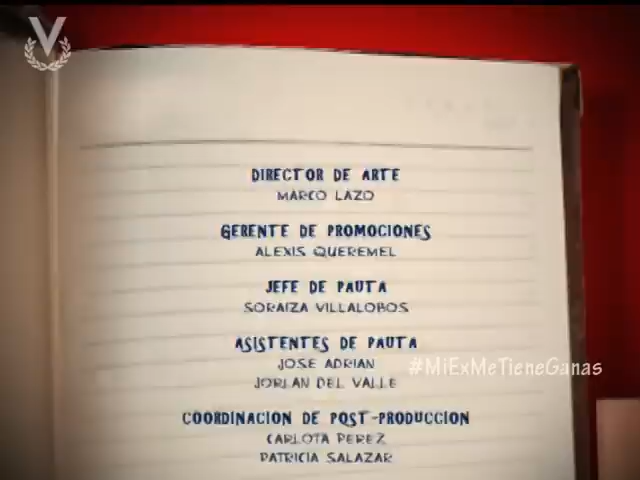 DIRECTOR DE ARTE
MARCO LAZO
GERENTE DE PROMOCIONES
ALEXIS QUEREMEL
JEFE DE PAUTA
SORAIZA VILLALOBOS
ASISTENTES DE PAUTA
JOSE ADRIAN
#MiExMeTieneGanas
JORLAN DEL VALLE
COORDINACION DE POST-PRODUCCION
CARLOTA PEREZ
PATRICIA SALAZAR